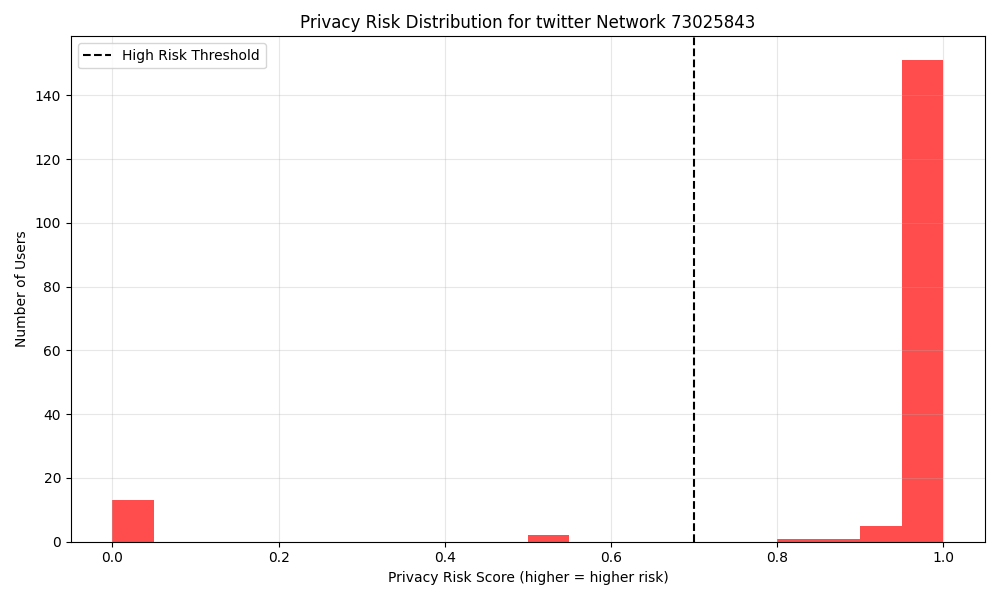 Privacy Risk Distribution for twitter Network 73025843
High Risk Threshold
Number of Users
140
120
100
80
60
40
20
0
0.0 0.2 0.4 0.6 0.8 1.0
Privacy Risk Score (higher = higher risk)